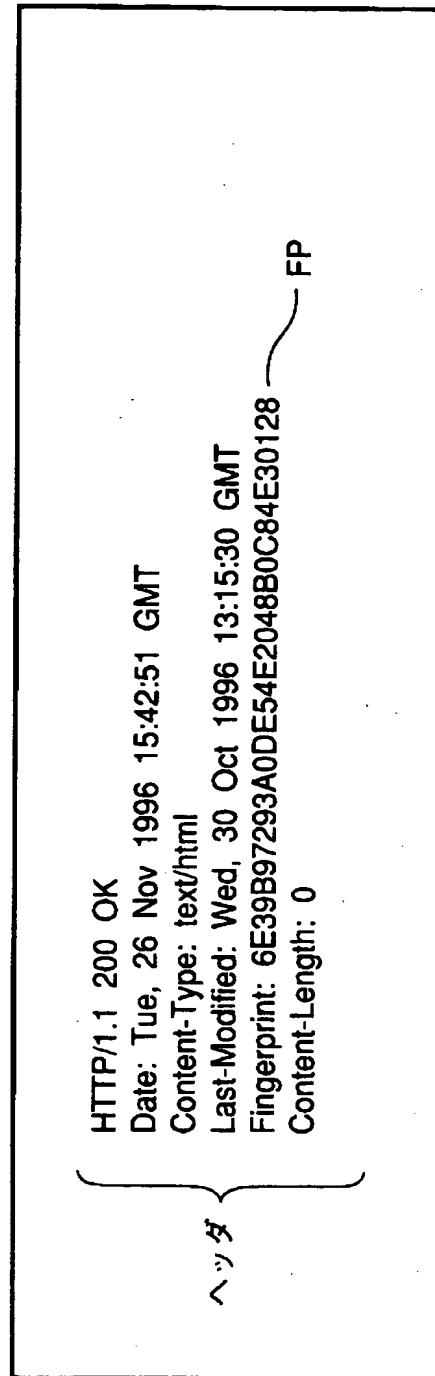 ヘッダ
HTTP/1.1 200 OK
Date: Tue, 26 Nov 1996 15:42:51 GMT
Content-Type: text/html
Last-Modified: Wed, 30 Oct 1996 13:15:30 GMT
Fingerprint: 6E39B97293A0DE54E2048B0C84E30128 FP
Content-Length: 0